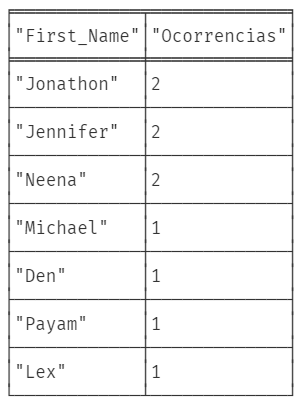 "First_Name" "Ocorrencias"
"Jonathon" 2
"Jennifer" 2
"Neena" 2
"Michael" 1
"Den" 1
"Payam" 1
"Lex" 1